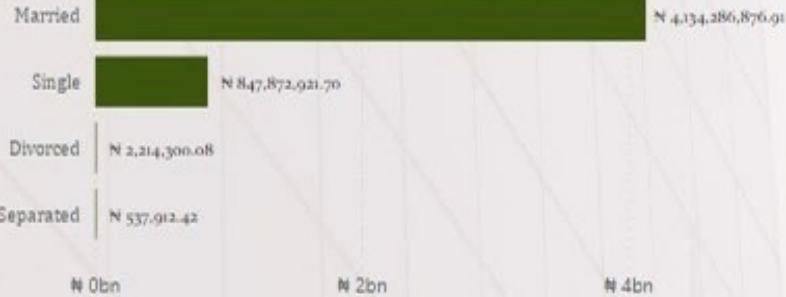 Married ₦ 4,134,286,876.91
Single ₦ 847,872,921.70
Divorced ₦ 2,214,300.08
Separated ₦ 537,912.42
₦ 0bn ₦ 2bn ₦ 4bn